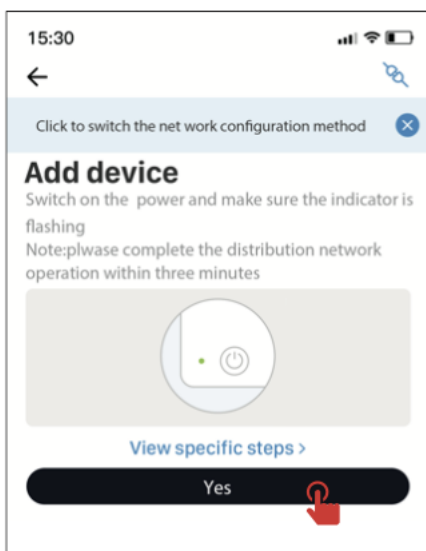 15:30
Click to switch the net work configuration method
Add device
Switch on the power and make sure the indicator is
flashing
Note:plwase complete the distribution network
operation within three minutes
View specific steps >
Yes